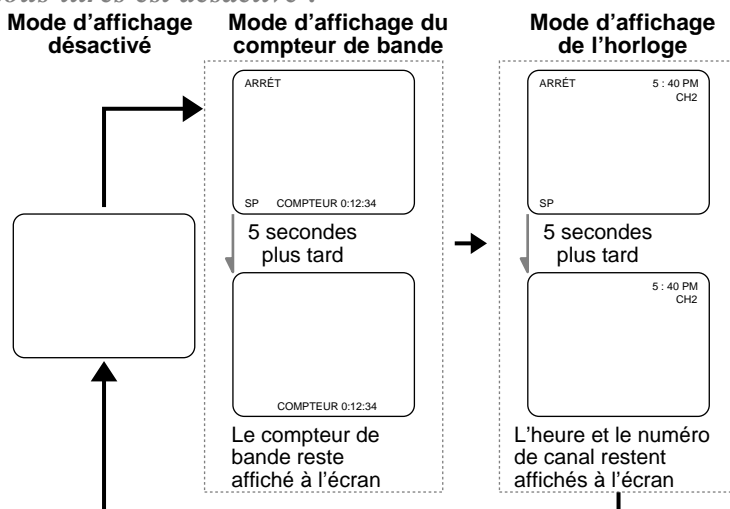 Mode d’affichage
désactivé
Mode d’affichage du
compteur de bande
ARRÉT
SP COMPTEUR 0:12:34
5 secondes
plus tard
COMPTEUR 0:12:34
Le compteur de
bande reste
affiché à l’écran
Mode d’affichage
de l’horloge
ARRÉT 5 : 40 PM
CH2
SP
5 secondes
plus tard
5 : 40 PM
CH2
L’heure et le numéro
de canal restent
affichés à l’écran